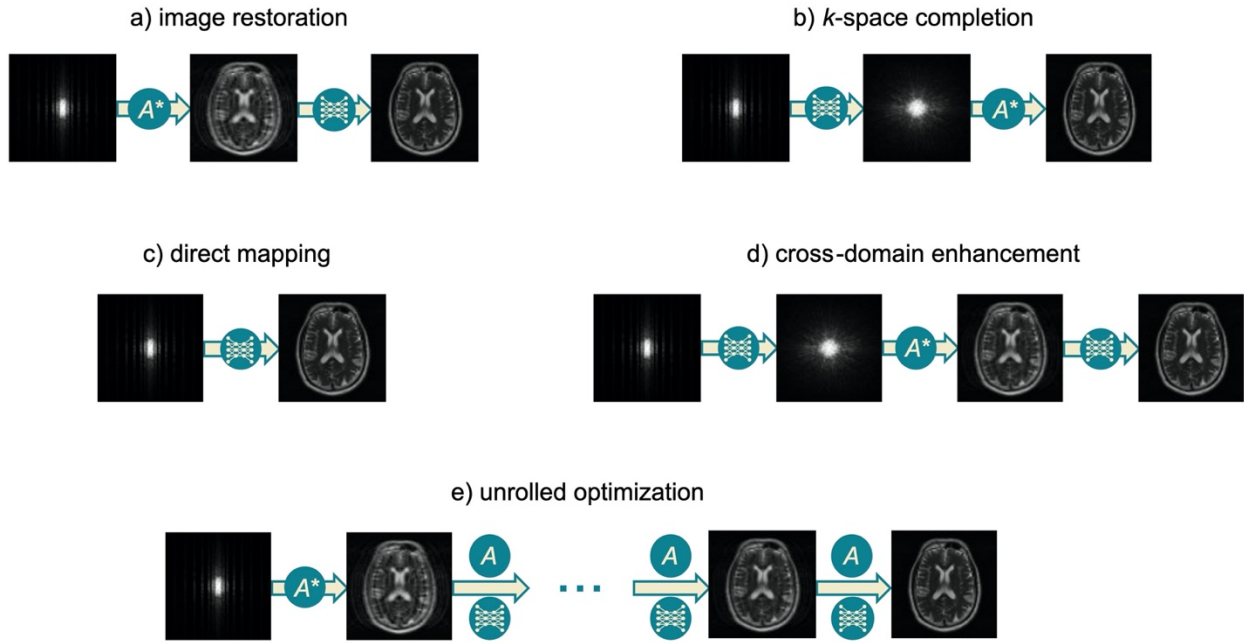 a) image restoration
b) k-space completion
A*
A*
c) direct mapping
d) cross-domain enhancement
A*
e) unrolled optimization
A*
A
...
A
A